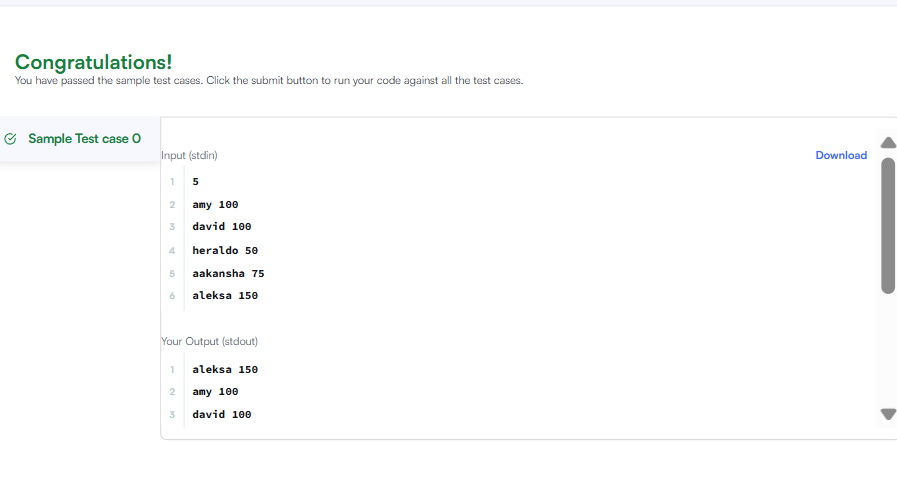 Congratulations!
You have passed the sample test cases. Click the submit button to run your code against all the test cases.
Sample Test case 0
Input (stdin)
Download
1 5
2 amy 100
3 david 100
4 heraldo 50
5 aakansha 75
6 aleksa 150
Your Output (stdout)
1 aleksa 150
2 amy 100
3 david 100